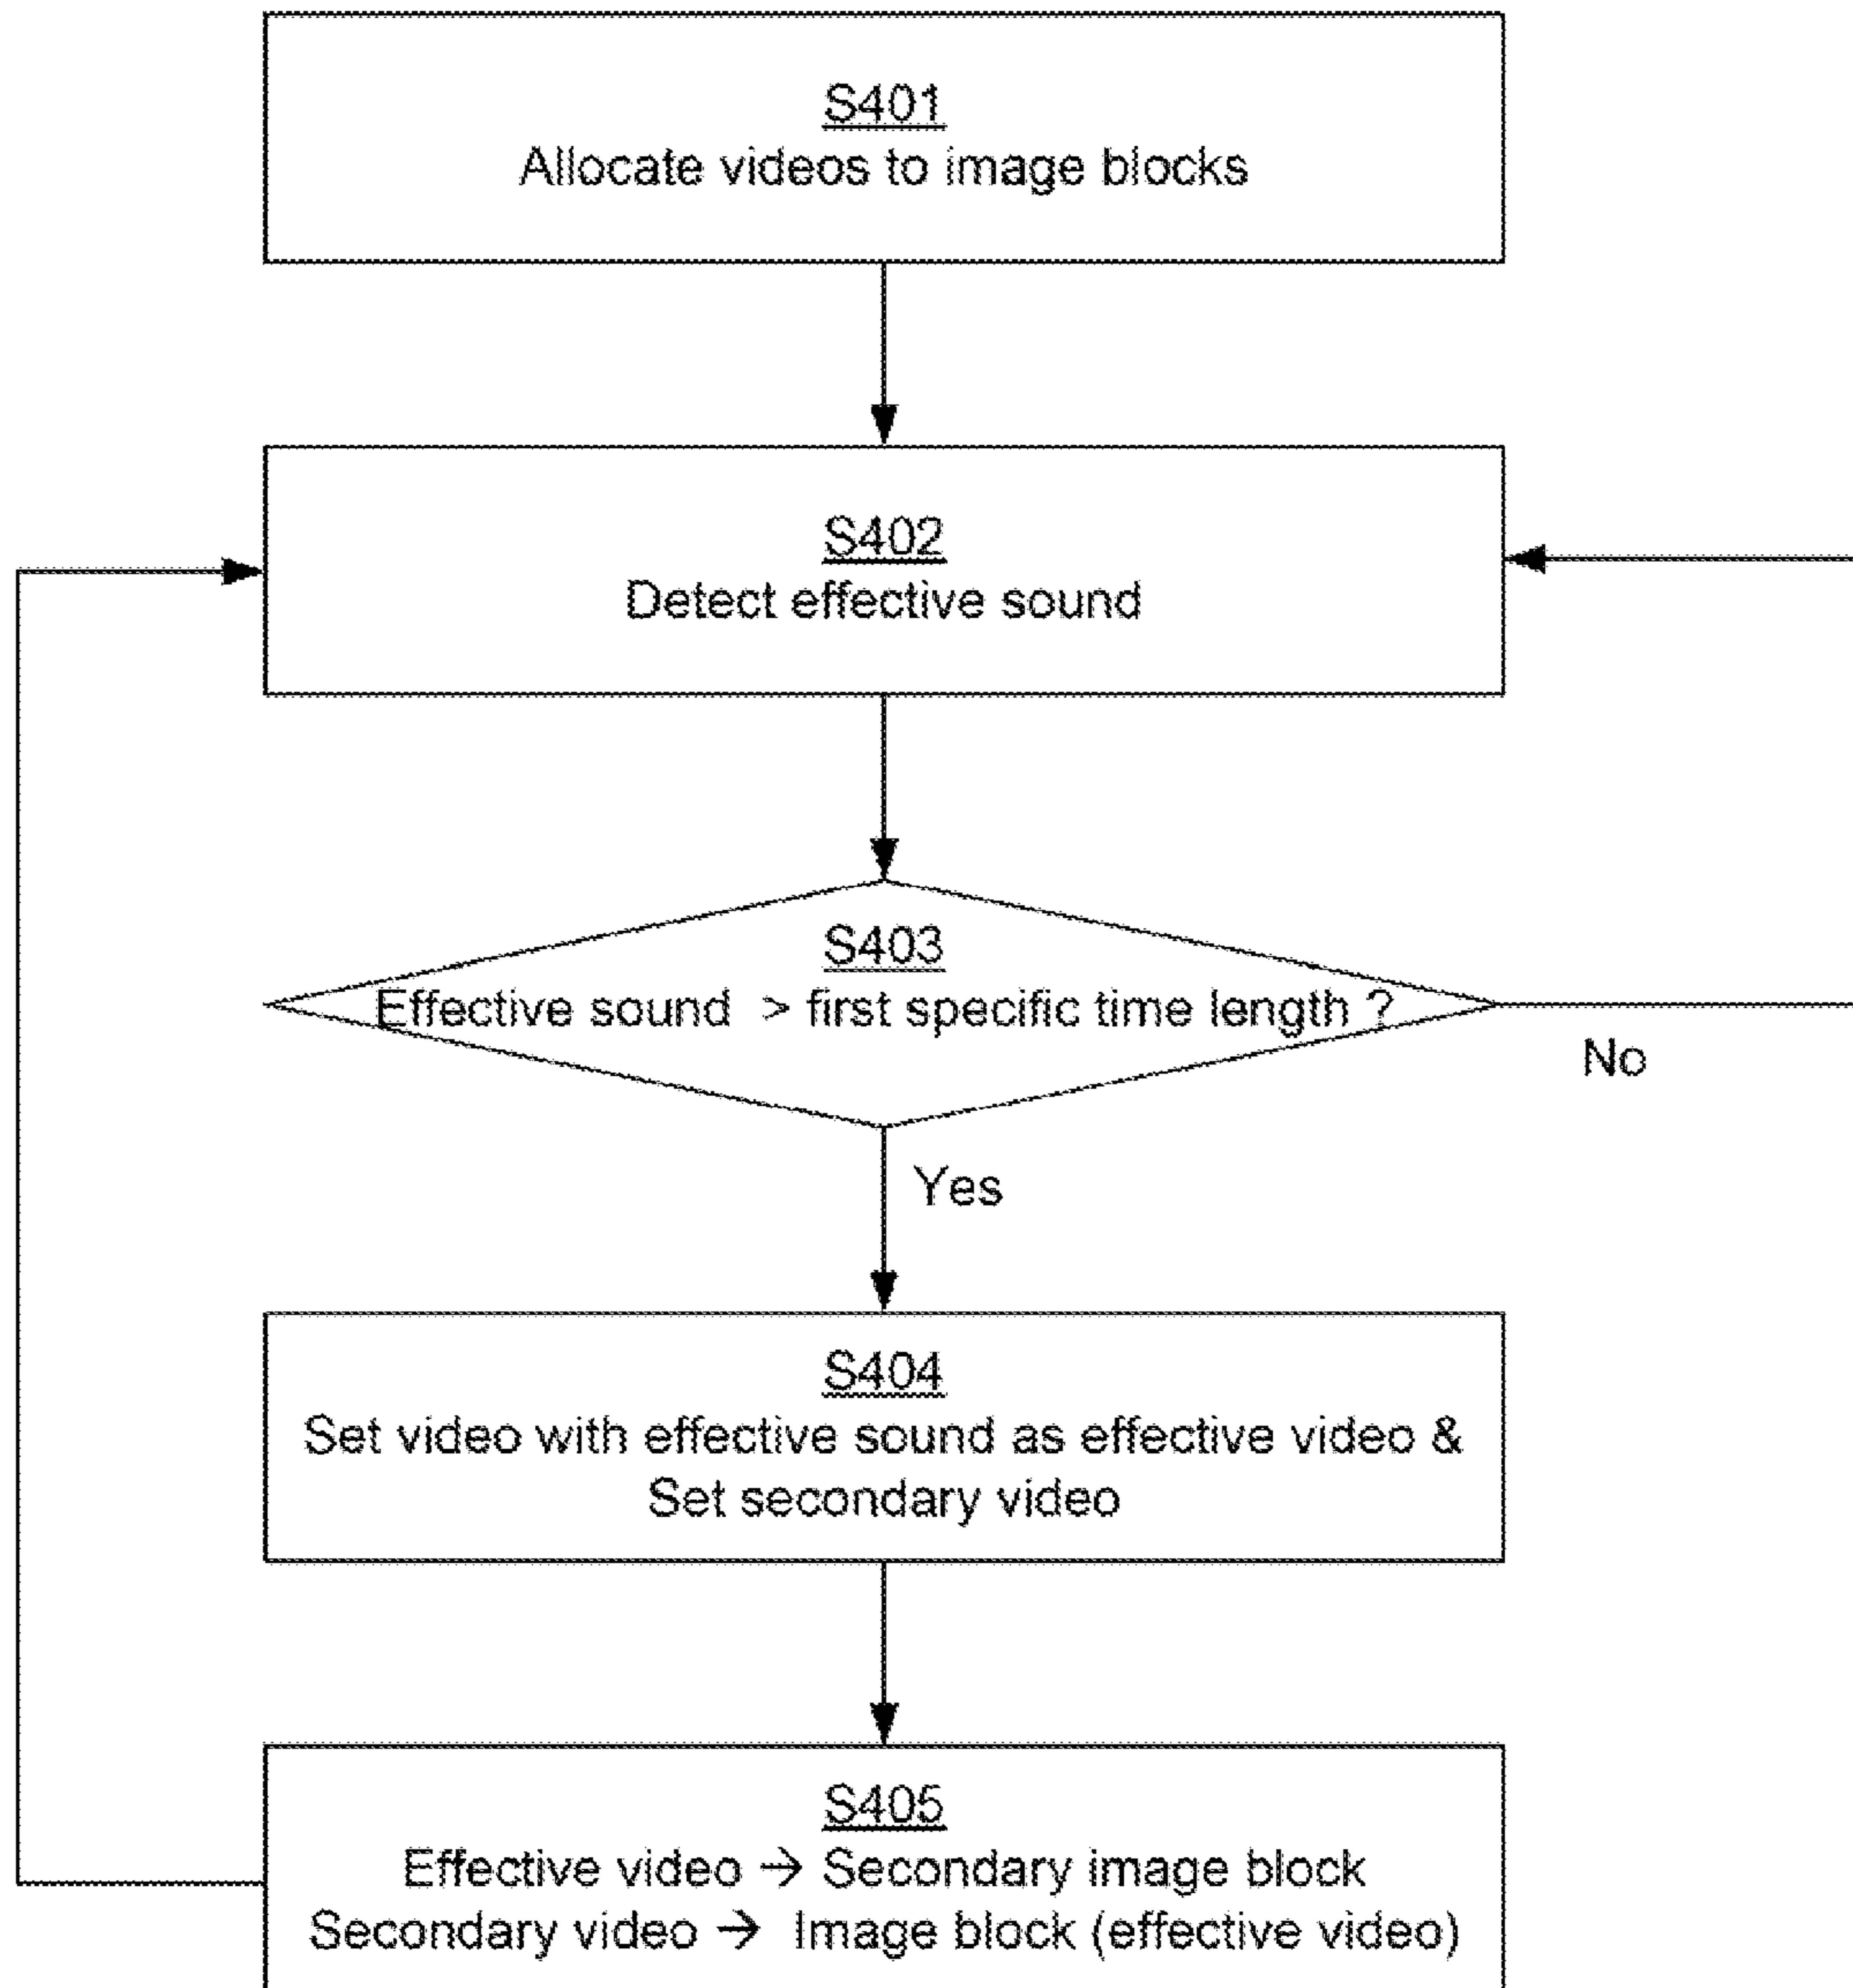 S401
Allocate videos to image blocks
S402
Detect effective sound
S403
Effective sound > first specific time length ?
No
Yes
S404
Set video with effective sound as effective video &
Set secondary video
S405
Effective video → Secondary image block
Secondary video → Image block (effective video)